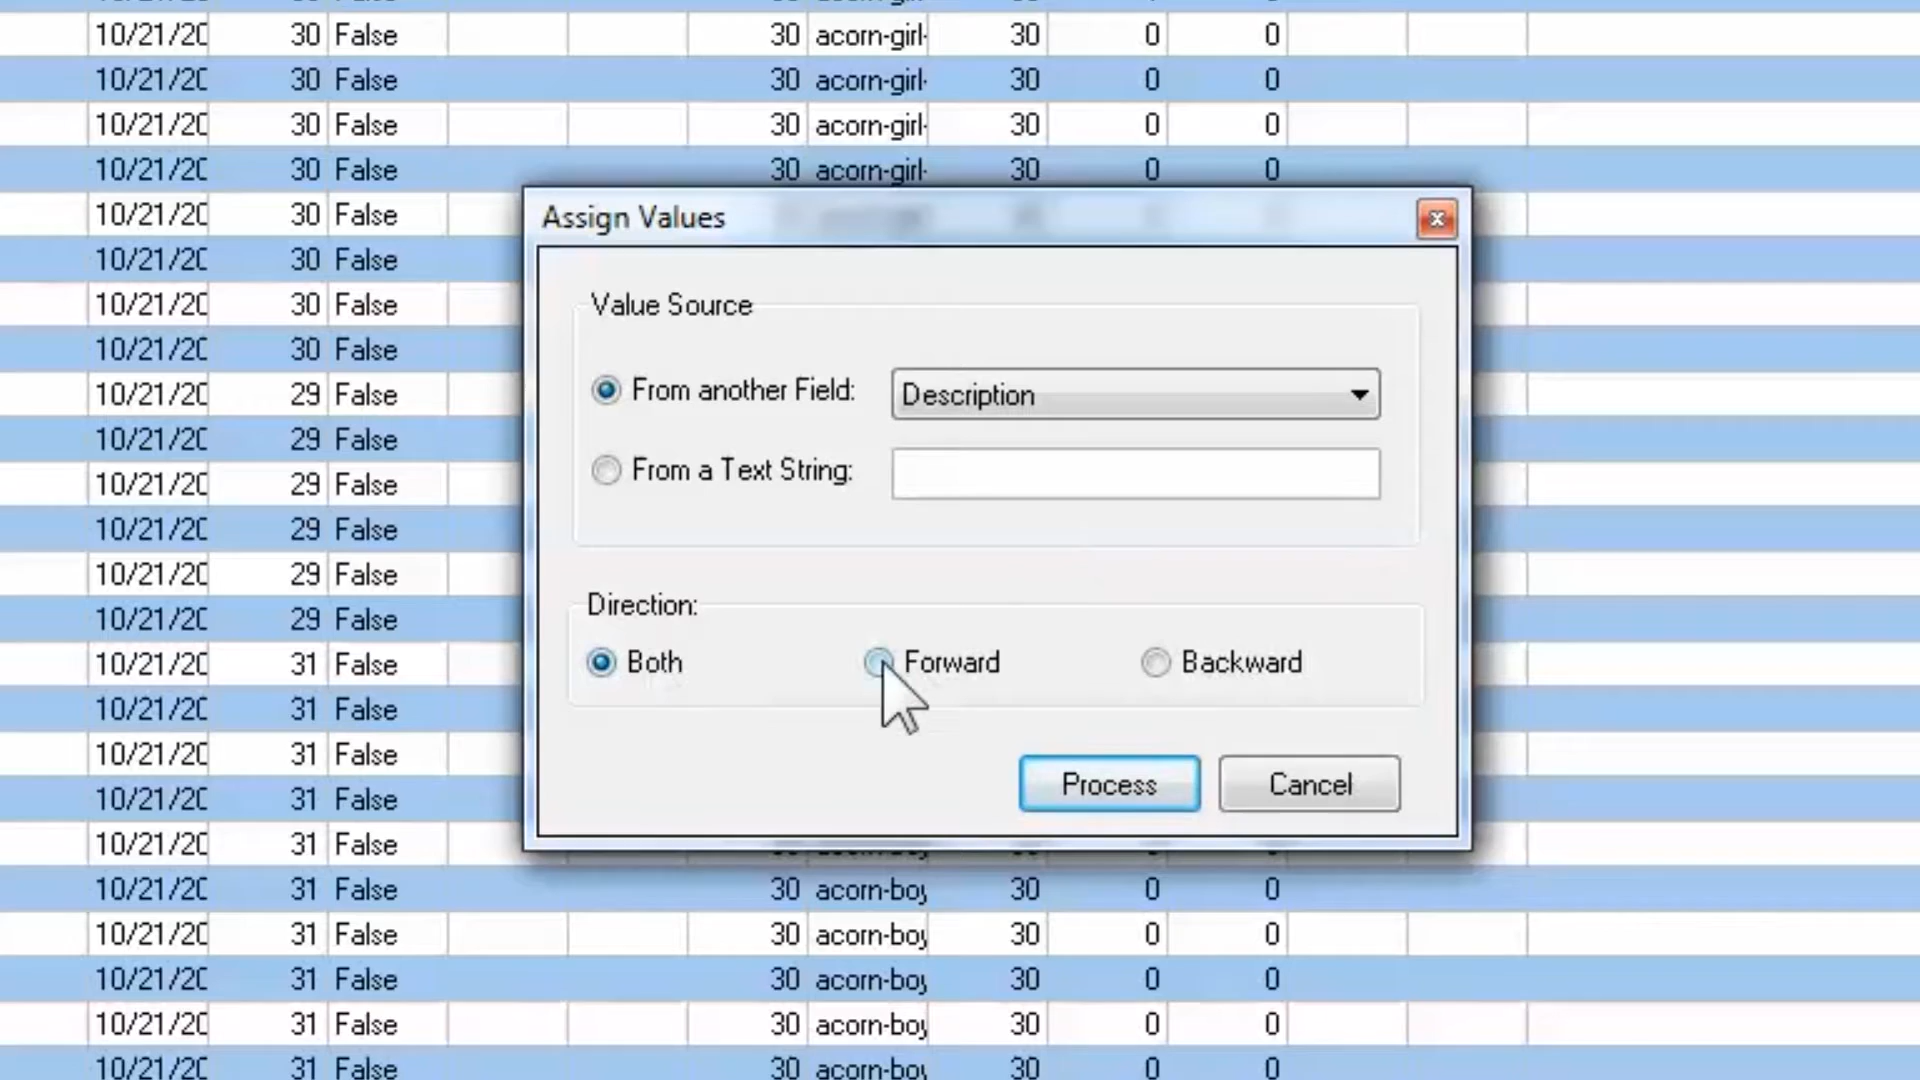 10/21/20 30 False 30 acorn-girl- 30 0 0
10/21/20 30 False 30 acorn-girl- 30 0 0
10/21/20 30 False 30 acorn-girl- 30 0 0
10/21/20 30 False 30 acorn-girl- 30 0 0
10/21/20 30 False
10/21/20 30 False
10/21/20 30 False
10/21/20 30 False
10/21/20 29 False
10/21/20 29 False
10/21/20 29 False
10/21/20 29 False
10/21/20 29 False
10/21/20 29 False
10/21/20 31 False
10/21/20 31 False
10/21/20 31 False
10/21/20 31 False
10/21/20 31 False
10/21/20 31 False 30 acorn-boy 30 0 0
10/21/20 31 False 30 acorn-boy 30 0 0
10/21/20 31 False 30 acorn-boy 30 0 0
10/21/20 31 False 30 acorn-boy 30 0 0
10/21/20 31 False 30 acorn-boy 30 0 0
Assign Values
Value Source
From another Field: Description
From a Text String:
Direction:
Both Forward Backward
Process Cancel